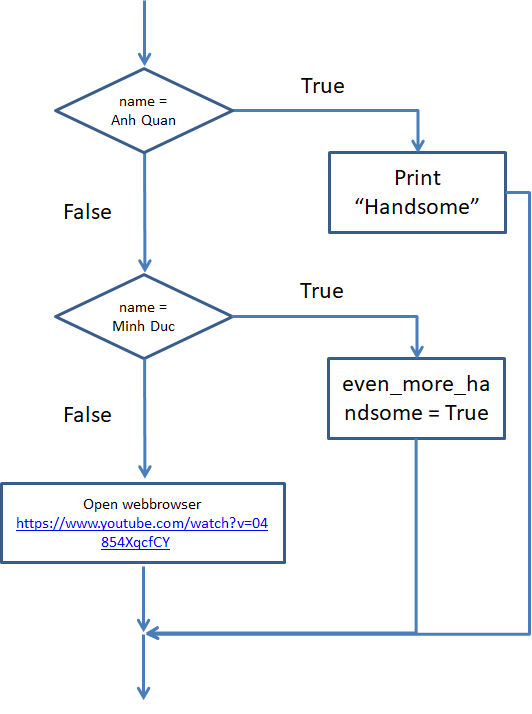 name =
Anh Quan
True
Print
“Handsome”
False
name =
Minh Duc
True
even_more_ha
ndsome = True
False
Open webbrowser
https://www.youtube.com/watch?v=04
854XqcfCY